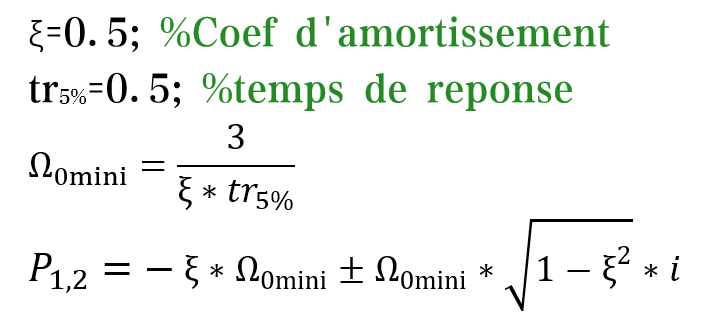 ξ=0.5; %Coef d'amortissement
tr5%=0.5; %temps de reponse
Ω0mini = 3 / (ξ * tr5%)
P1,2 = − ξ * Ω0mini ± Ω0mini * √(1 − ξ²) * i